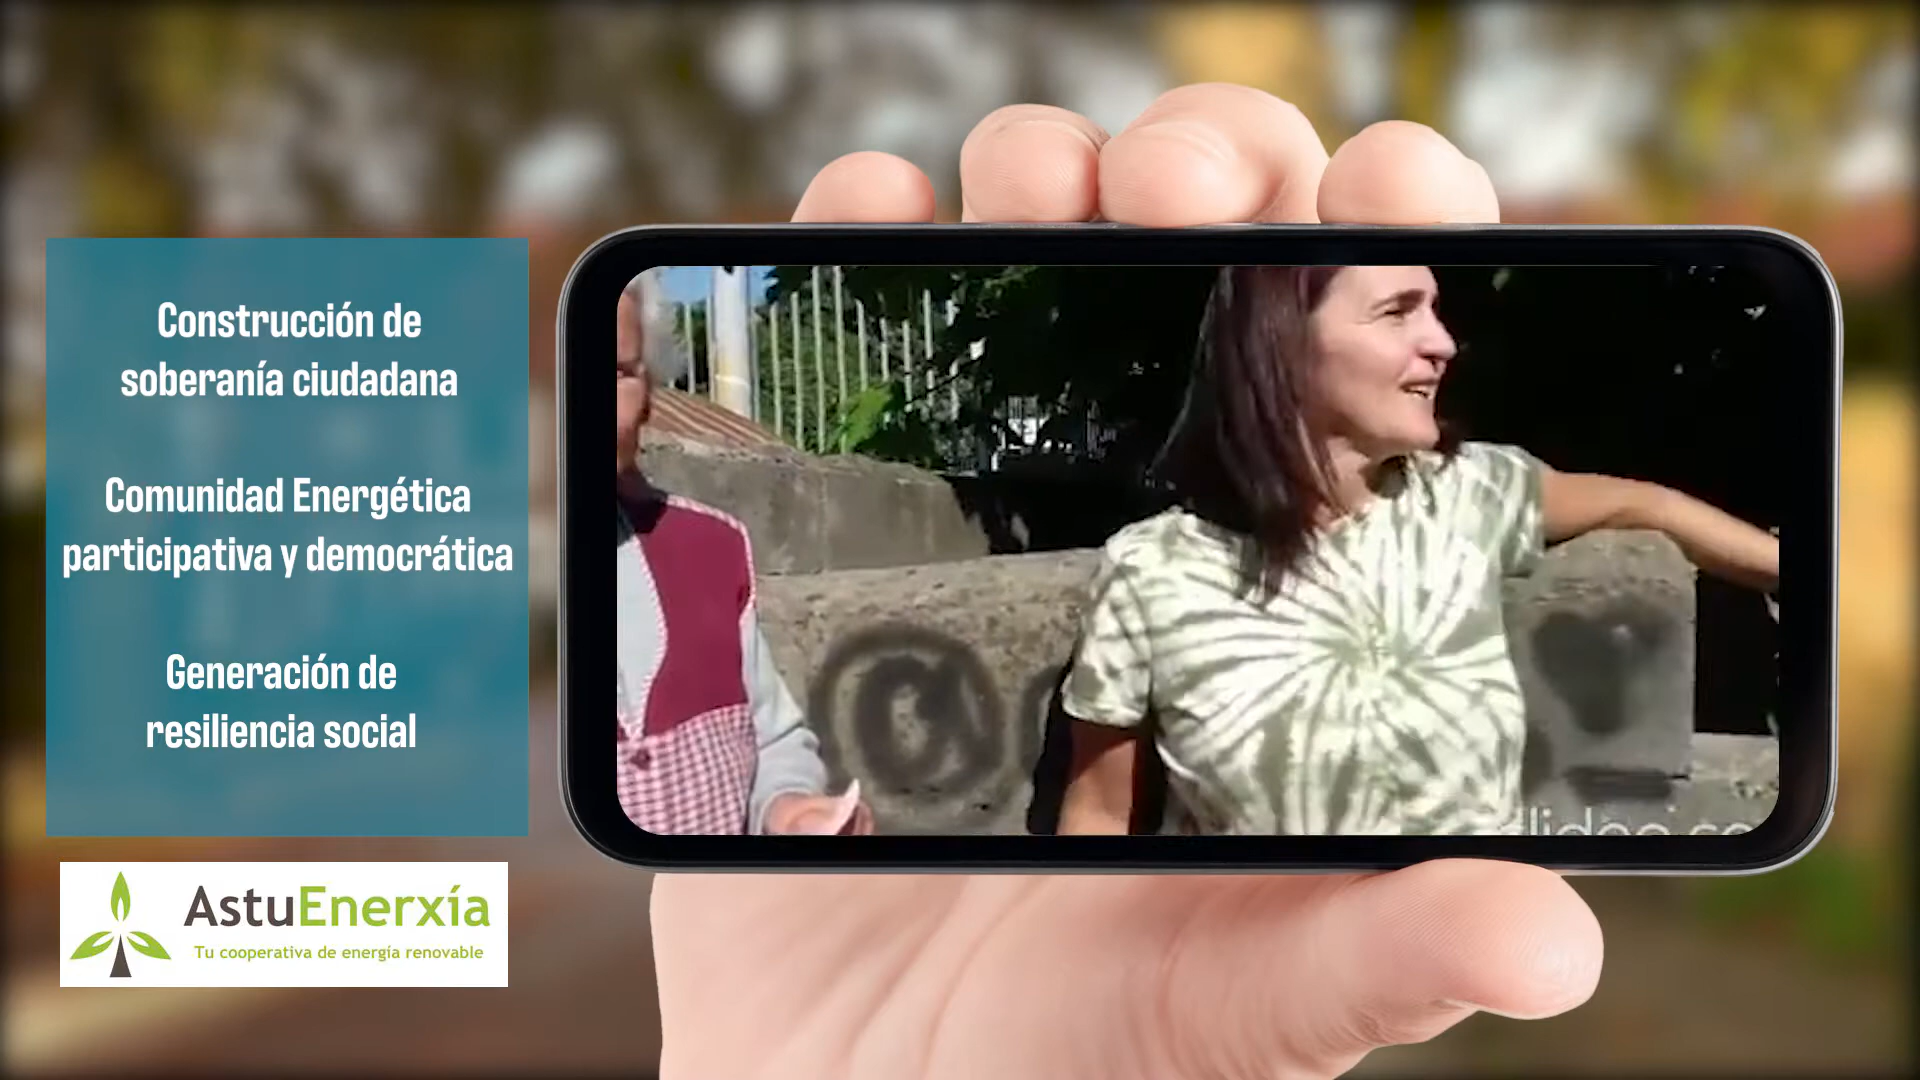 Construcción de
soberanía ciudadana
Comunidad Energética
participativa y democrática
Generación de
resiliencia social
AstuEnerxía
Tu cooperativa de energía renovable